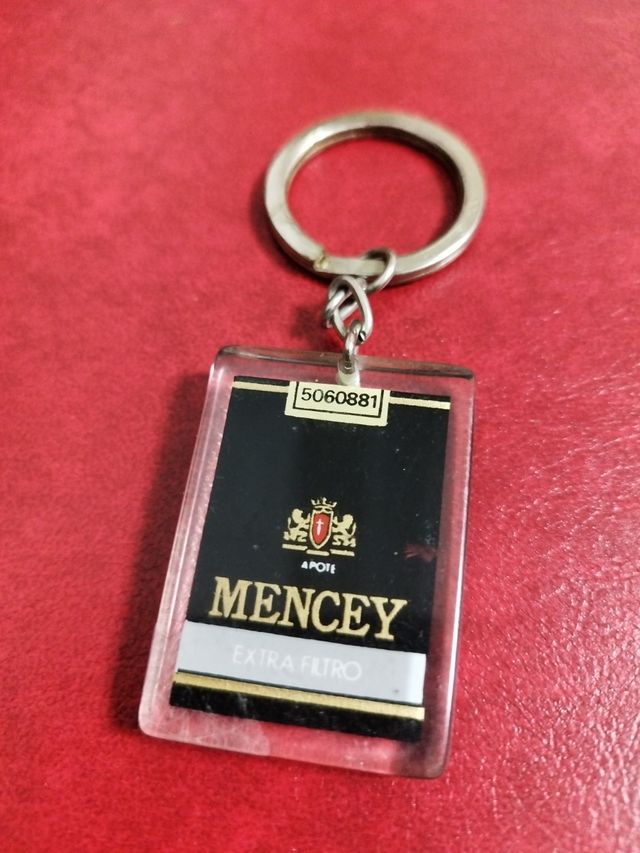 5060881
APOTE
MENCEY
EXTRA FILTRO